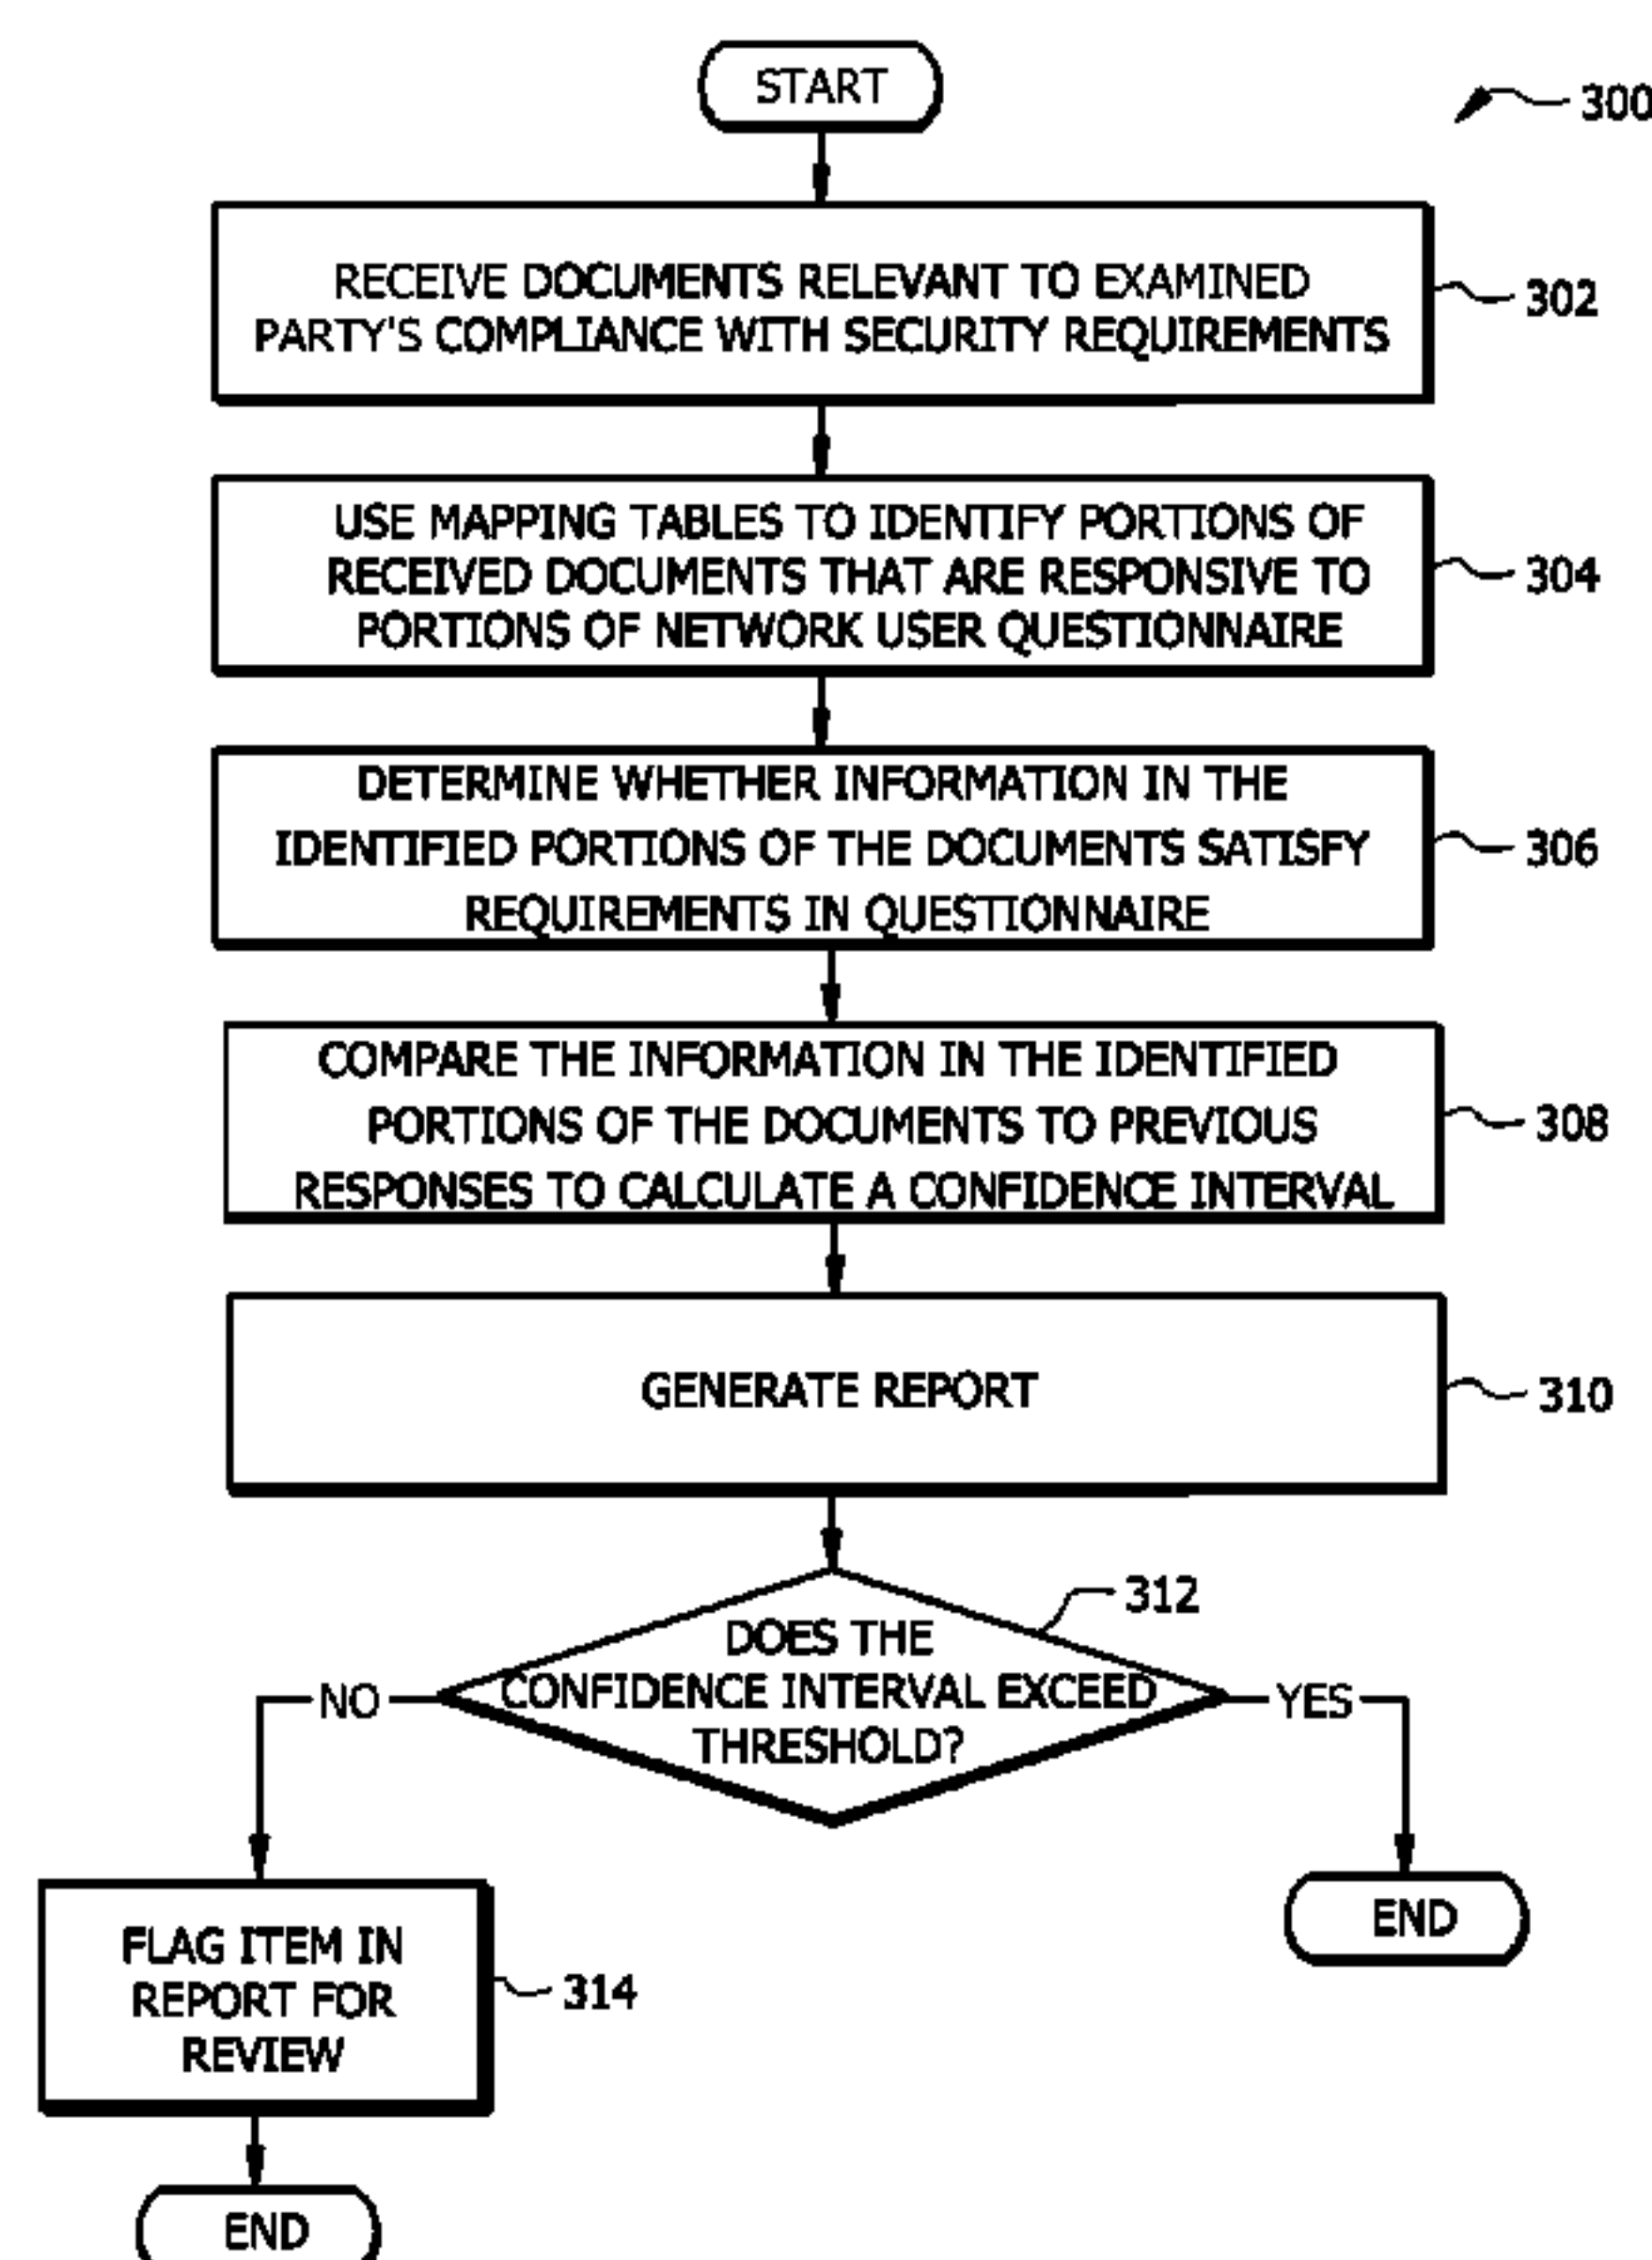 START
300
RECEIVE DOCUMENTS RELEVANT TO EXAMINED
PARTY'S COMPLIANCE WITH SECURITY REQUIREMENTS
302
USE MAPPING TABLES TO IDENTIFY PORTIONS OF
RECEIVED DOCUMENTS THAT ARE RESPONSIVE TO
PORTIONS OF NETWORK USER QUESTIONNAIRE
304
DETERMINE WHETHER INFORMATION IN THE
IDENTIFIED PORTIONS OF THE DOCUMENTS SATISFY
REQUIREMENTS IN QUESTIONNAIRE
306
COMPARE THE INFORMATION IN THE IDENTIFIED
PORTIONS OF THE DOCUMENTS TO PREVIOUS
RESPONSES TO CALCULATE A CONFIDENCE INTERVAL
308
GENERATE REPORT
310
312
DOES THE
CONFIDENCE INTERVAL EXCEED
THRESHOLD?
NO
YES
END
FLAG ITEM IN
REPORT FOR
REVIEW
314
END